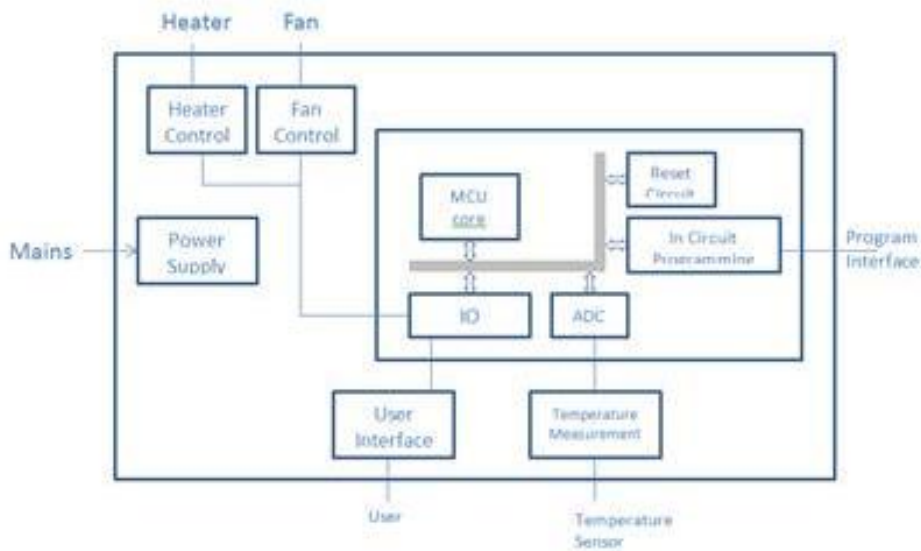 Heater
Fan
Heater
Control
Fan
Control
MCU
core
Reset
Circuit
Mains
Power
Supply
In Circuit
Programming
Program
Interface
IO
ADC
User
Interface
Temperature
Measurement
User
Temperature
Sensor